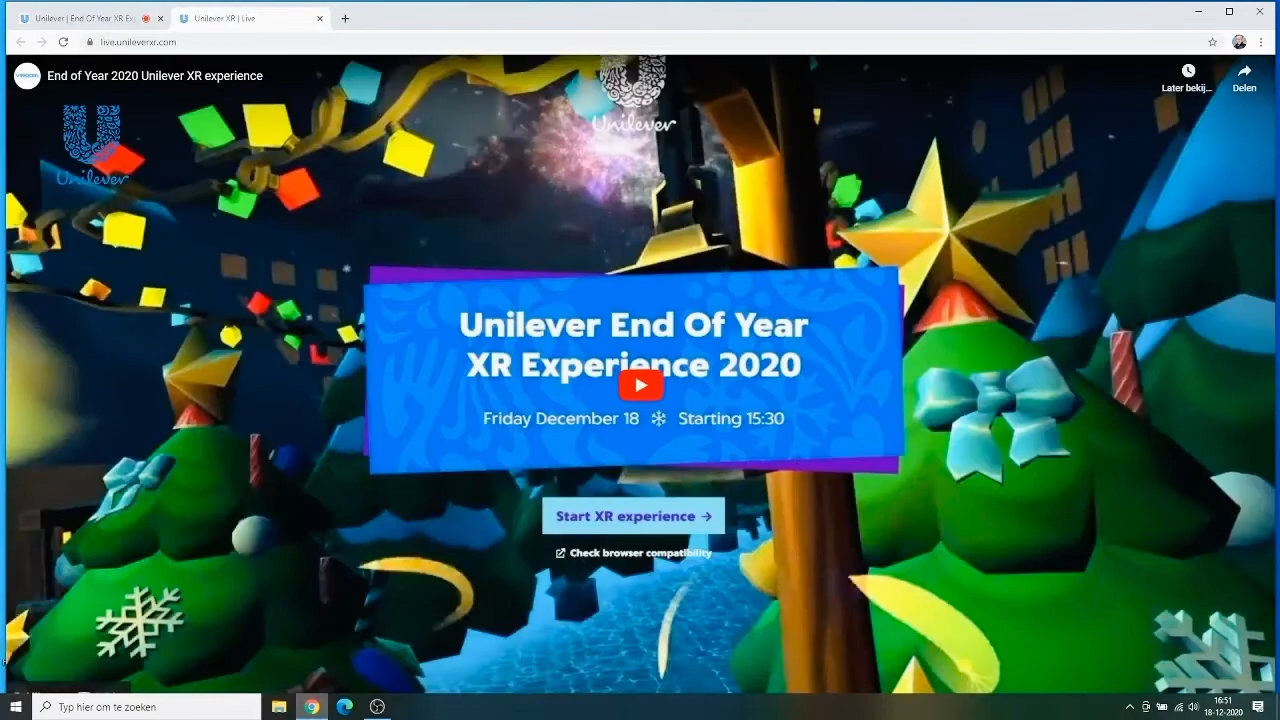 Unilever | End Of Year XR Ex
Unilever XR | Live
live.unileverxr.com
VROOM
End of Year 2020 Unilever XR experience
Later bekij...
Delen
Unilever
Unilever
Unilever End Of Year
XR Experience 2020
Friday December 18 ❄ Starting 15:30
Start XR experience →
Check browser compatibility
Typ hier om te zoeken
16:51
18-12-2020